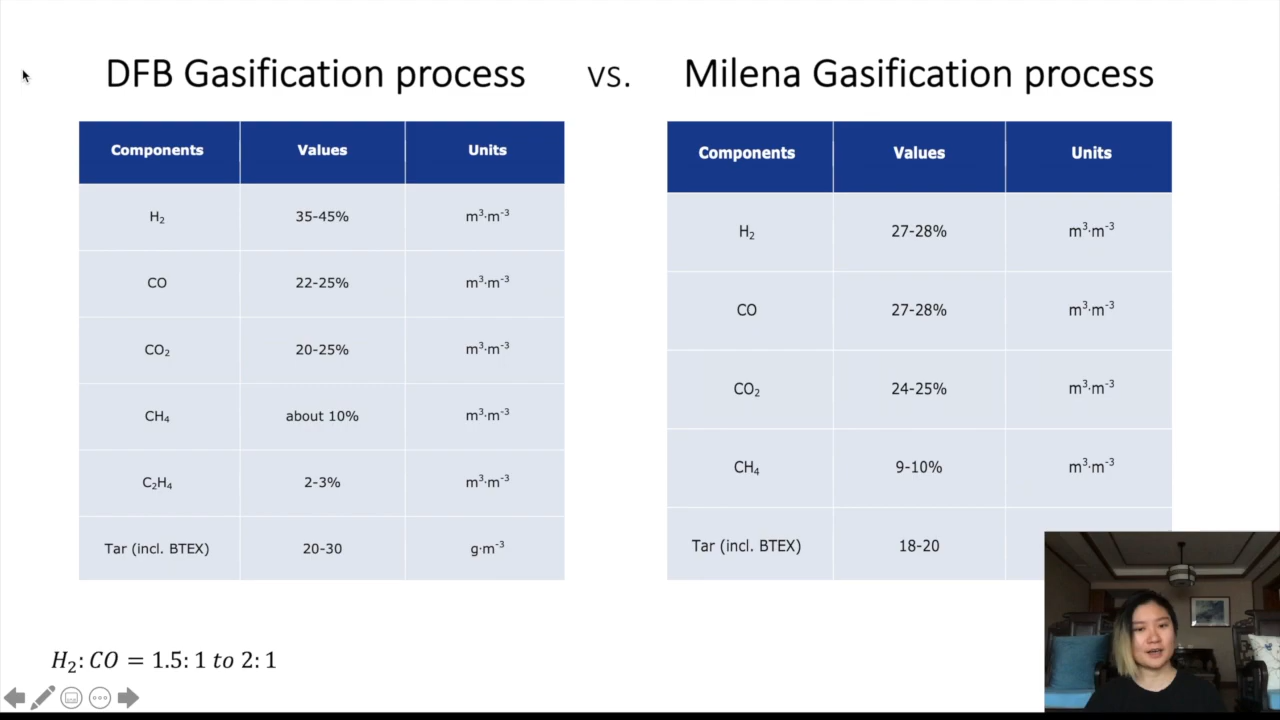 DFB Gasification process vs. Milena Gasification process
Components Values Units
H₂ 35-45% m³·m⁻³
CO 22-25% m³·m⁻³
CO₂ 20-25% m³·m⁻³
CH₄ about 10% m³·m⁻³
C₂H₄ 2-3% m³·m⁻³
Tar (incl. BTEX) 20-30 g·m⁻³
Components Values Units
H₂ 27-28% m³·m⁻³
CO 27-28% m³·m⁻³
CO₂ 24-25% m³·m⁻³
CH₄ 9-10% m³·m⁻³
Tar (incl. BTEX) 18-20
H₂: CO = 1.5: 1 to 2: 1